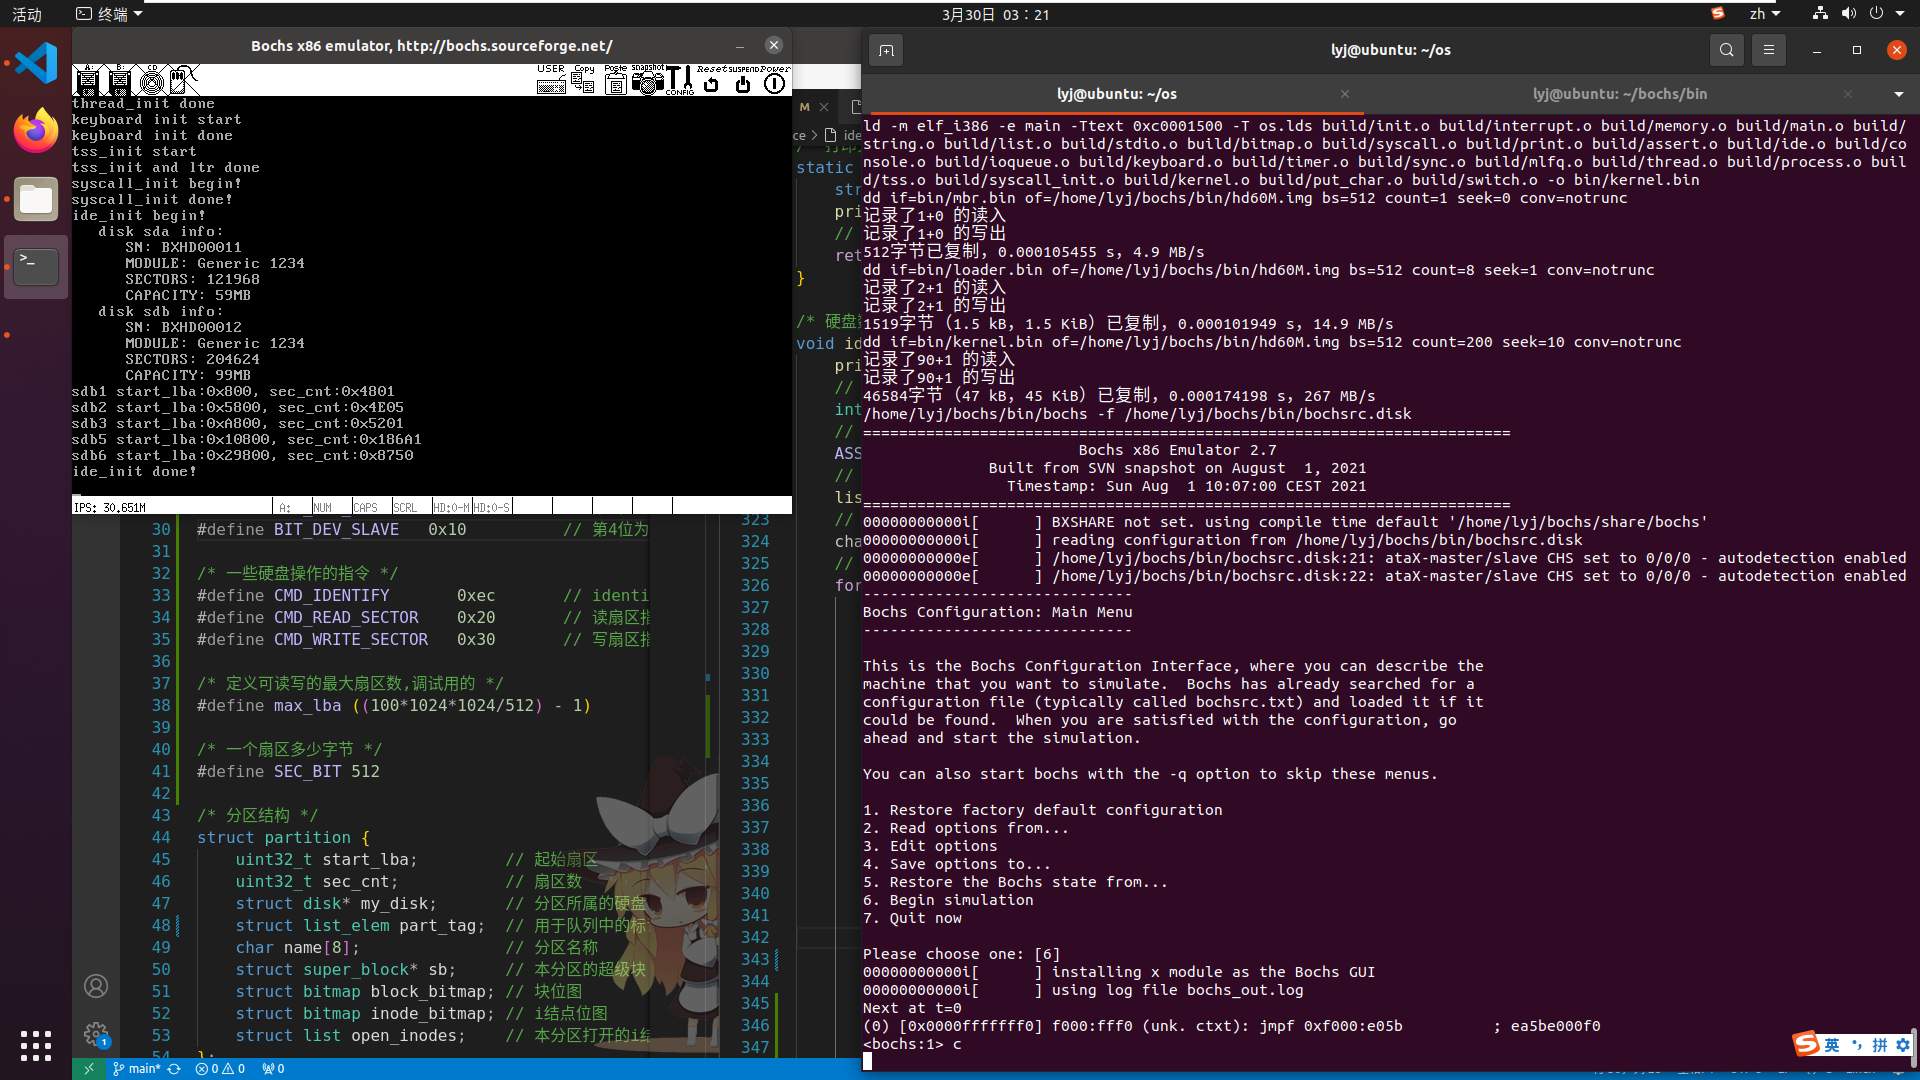 活动
终端
3月30日 03：21
zh
Bochs x86 emulator, http://bochs.sourceforge.net/
A:
B:
CD
USER
Copy
Paste
snapshot
CONFIG
Reset
SUSPEND
Power
thread_init done
keyboard init start
keyboard init done
tss_init start
tss_init and ltr done
syscall_init begin!
syscall_init done!
ide_init begin!
disk sda info:
SN: BXHD00011
MODULE: Generic 1234
SECTORS: 121968
CAPACITY: 59MB
disk sdb info:
SN: BXHD00012
MODULE: Generic 1234
SECTORS: 204624
CAPACITY: 99MB
sdb1 start_lba:0x800, sec_cnt:0x4801
sdb2 start_lba:0x5800, sec_cnt:0x4E05
sdb3 start_lba:0xA800, sec_cnt:0x5201
sdb5 start_lba:0x10800, sec_cnt:0x186A1
sdb6 start_lba:0x29800, sec_cnt:0x8750
ide_init done!
IPS: 30.651M
A:
NUM
CAPS
SCRL
HD:0-M
HD:0-S
30 #define BIT_DEV_SLAVE 0x10 // 第4位为
31
32 /* 一些硬盘操作的指令 */
33 #define CMD_IDENTIFY 0xec // identi
34 #define CMD_READ_SECTOR 0x20 // 读扇区指
35 #define CMD_WRITE_SECTOR 0x30 // 写扇区指
36
37 /* 定义可读写的最大扇区数,调试用的 */
38 #define max_lba ((100*1024*1024/512) - 1)
39
40 /* 一个扇区多少字节 */
41 #define SEC_BIT 512
42
43 /* 分区结构 */
44 struct partition {
45 uint32_t start_lba; // 起始扇区
46 uint32_t sec_cnt; // 扇区数
47 struct disk* my_disk; // 分区所属的硬盘
48 struct list_elem part_tag; // 用于队列中的标
49 char name[8]; // 分区名称
50 struct super_block* sb; // 本分区的超级块
51 struct bitmap block_bitmap; // 块位图
52 struct bitmap inode_bitmap; // i结点位图
53 struct list open_inodes; // 本分区打开的i结
54 };
main*
0
0
0
1
M
ce
ide
static
str
pri
//
ret
}
/* 硬盘数
void id
pri
//
int
//
ASS
//
lis
//
323
324 cha
325 //
326 for
327
328
329
330
331
332
333
334
335
336
337
338
339
340
341
342
343
344
345
346
347
lyj@ubuntu: ~/os
lyj@ubuntu: ~/os
lyj@ubuntu: ~/bochs/bin
ld -m elf_i386 -e main -Ttext 0xc0001500 -T os.lds build/init.o build/interrupt.o build/memory.o build/main.o build/
string.o build/list.o build/stdio.o build/bitmap.o build/syscall.o build/print.o build/assert.o build/ide.o build/co
nsole.o build/ioqueue.o build/keyboard.o build/timer.o build/sync.o build/mlfq.o build/thread.o build/process.o buil
d/tss.o build/syscall_init.o build/kernel.o build/put_char.o build/switch.o -o bin/kernel.bin
dd if=bin/mbr.bin of=/home/lyj/bochs/bin/hd60M.img bs=512 count=1 seek=0 conv=notrunc
记录了1+0 的读入
记录了1+0 的写出
512字节已复制，0.000105455 s，4.9 MB/s
dd if=bin/loader.bin of=/home/lyj/bochs/bin/hd60M.img bs=512 count=8 seek=1 conv=notrunc
记录了2+1 的读入
记录了2+1 的写出
1519字节（1.5 kB，1.5 KiB）已复制，0.000101949 s，14.9 MB/s
dd if=bin/kernel.bin of=/home/lyj/bochs/bin/hd60M.img bs=512 count=200 seek=10 conv=notrunc
记录了90+1 的读入
记录了90+1 的写出
46584字节（47 kB，45 KiB）已复制，0.000174198 s，267 MB/s
/home/lyj/bochs/bin/bochs -f /home/lyj/bochs/bin/bochsrc.disk
========================================================================
Bochs x86 Emulator 2.7
Built from SVN snapshot on August  1, 2021
Timestamp: Sun Aug  1 10:07:00 CEST 2021
========================================================================
00000000000i[      ] BXSHARE not set. using compile time default '/home/lyj/bochs/share/bochs'
00000000000i[      ] reading configuration from /home/lyj/bochs/bin/bochsrc.disk
00000000000e[      ] /home/lyj/bochs/bin/bochsrc.disk:21: ataX-master/slave CHS set to 0/0/0 - autodetection enabled
00000000000e[      ] /home/lyj/bochs/bin/bochsrc.disk:22: ataX-master/slave CHS set to 0/0/0 - autodetection enabled
------------------------------
Bochs Configuration: Main Menu
------------------------------
This is the Bochs Configuration Interface, where you can describe the
machine that you want to simulate.  Bochs has already searched for a
configuration file (typically called bochsrc.txt) and loaded it if it
could be found.  When you are satisfied with the configuration, go
ahead and start the simulation.
You can also start bochs with the -q option to skip these menus.
1. Restore factory default configuration
2. Read options from...
3. Edit options
4. Save options to...
5. Restore the Bochs state from...
6. Begin simulation
7. Quit now
Please choose one: [6]
00000000000i[      ] installing x module as the Bochs GUI
00000000000i[      ] using log file bochs_out.log
Next at t=0
(0) [0x0000fffffff0] f000:fff0 (unk. ctxt): jmpf 0xf000:e05b          ; ea5be000f0
<bochs:1> c
英
拼